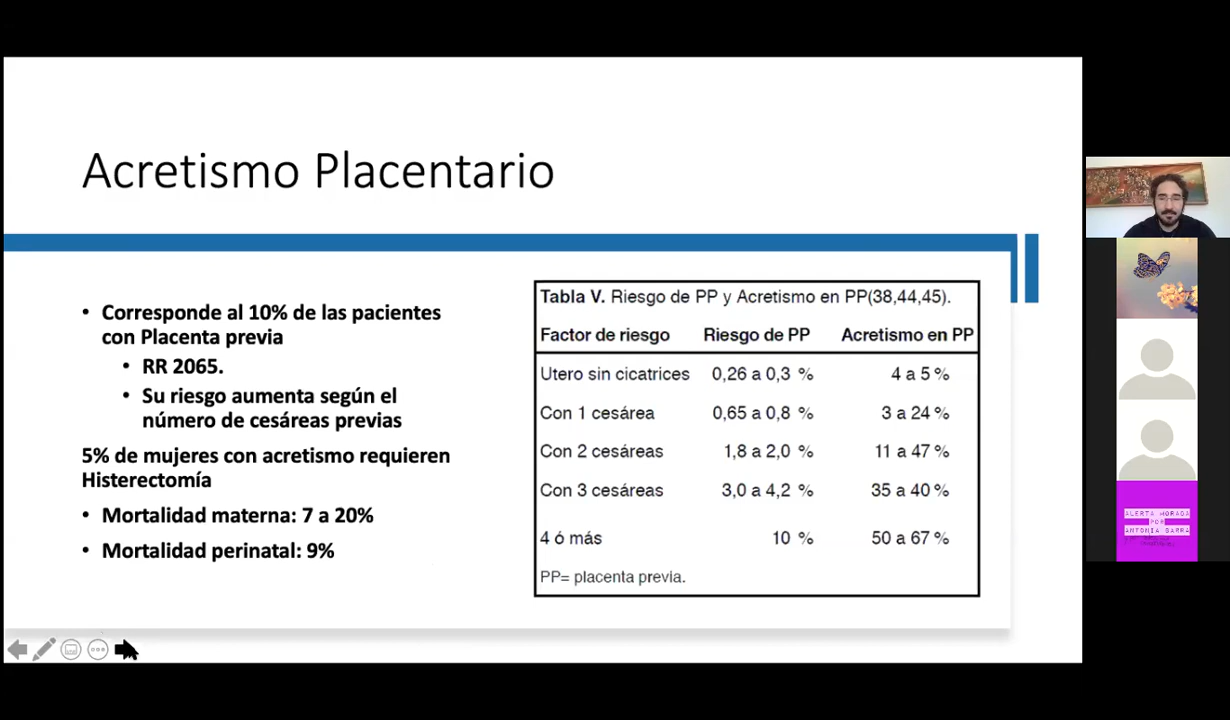 Acretismo Placentario
• Corresponde al 10% de las pacientes
con Placenta previa
• RR 2065.
• Su riesgo aumenta según el
número de cesáreas previas
5% de mujeres con acretismo requieren
Histerectomía
• Mortalidad materna: 7 a 20%
• Mortalidad perinatal: 9%
Tabla V. Riesgo de PP y Acretismo en PP(38,44,45).
Factor de riesgo Riesgo de PP Acretismo en PP
Utero sin cicatrices 0,26 a 0,3 % 4 a 5 %
Con 1 cesárea 0,65 a 0,8 % 3 a 24 %
Con 2 cesáreas 1,8 a 2,0 % 11 a 47 %
Con 3 cesáreas 3,0 a 4,2 % 35 a 40 %
4 ó más 10 % 50 a 67 %
PP= placenta previa.
ALERTA MORADA
POR
ANTONIA BARRA